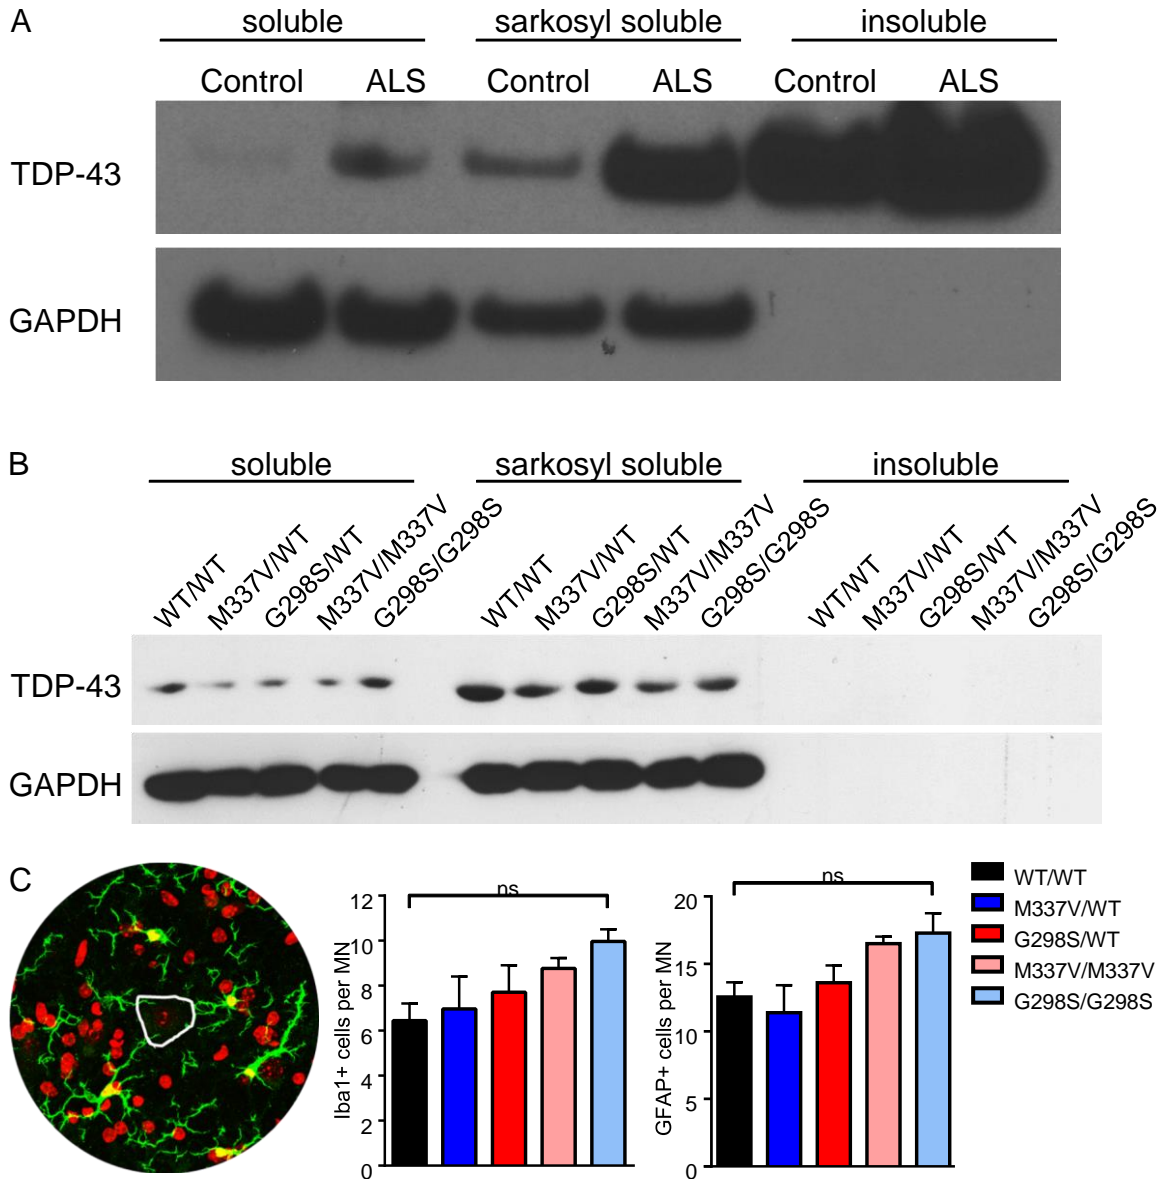 A
soluble sarkosyl soluble insoluble
Control ALS Control ALS Control ALS
TDP-43
GAPDH
B
soluble sarkosyl soluble insoluble
WT/WT M337V/WT G298S/WT M337V/M337V G298S/G298S WT/WT M337V/WT G298S/WT M337V/M337V G298S/G298S WT/WT M337V/WT G298S/WT M337V/M337V G298S/G298S
TDP-43
GAPDH
C
Iba1+ cells per MN
12
10
8
6
4
2
0
ns
GFAP+ cells per MN
20
15
10
5
0
ns
WT/WT
M337V/WT
G298S/WT
M337V/M337V
G298S/G298S